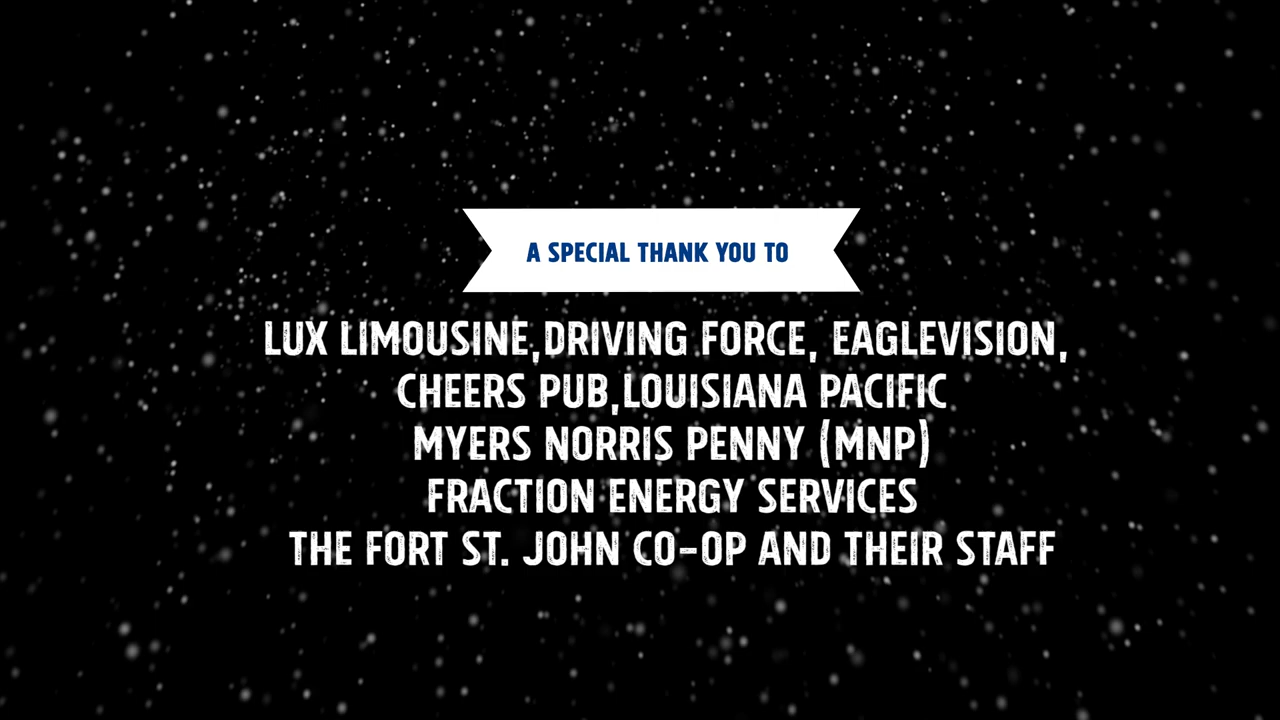 A SPECIAL THANK YOU TO
LUX LIMOUSINE,DRIVING FORCE, EAGLEVISION,
CHEERS PUB,LOUISIANA PACIFIC
MYERS NORRIS PENNY (MNP)
FRACTION ENERGY SERVICES
THE FORT ST. JOHN CO-OP AND THEIR STAFF